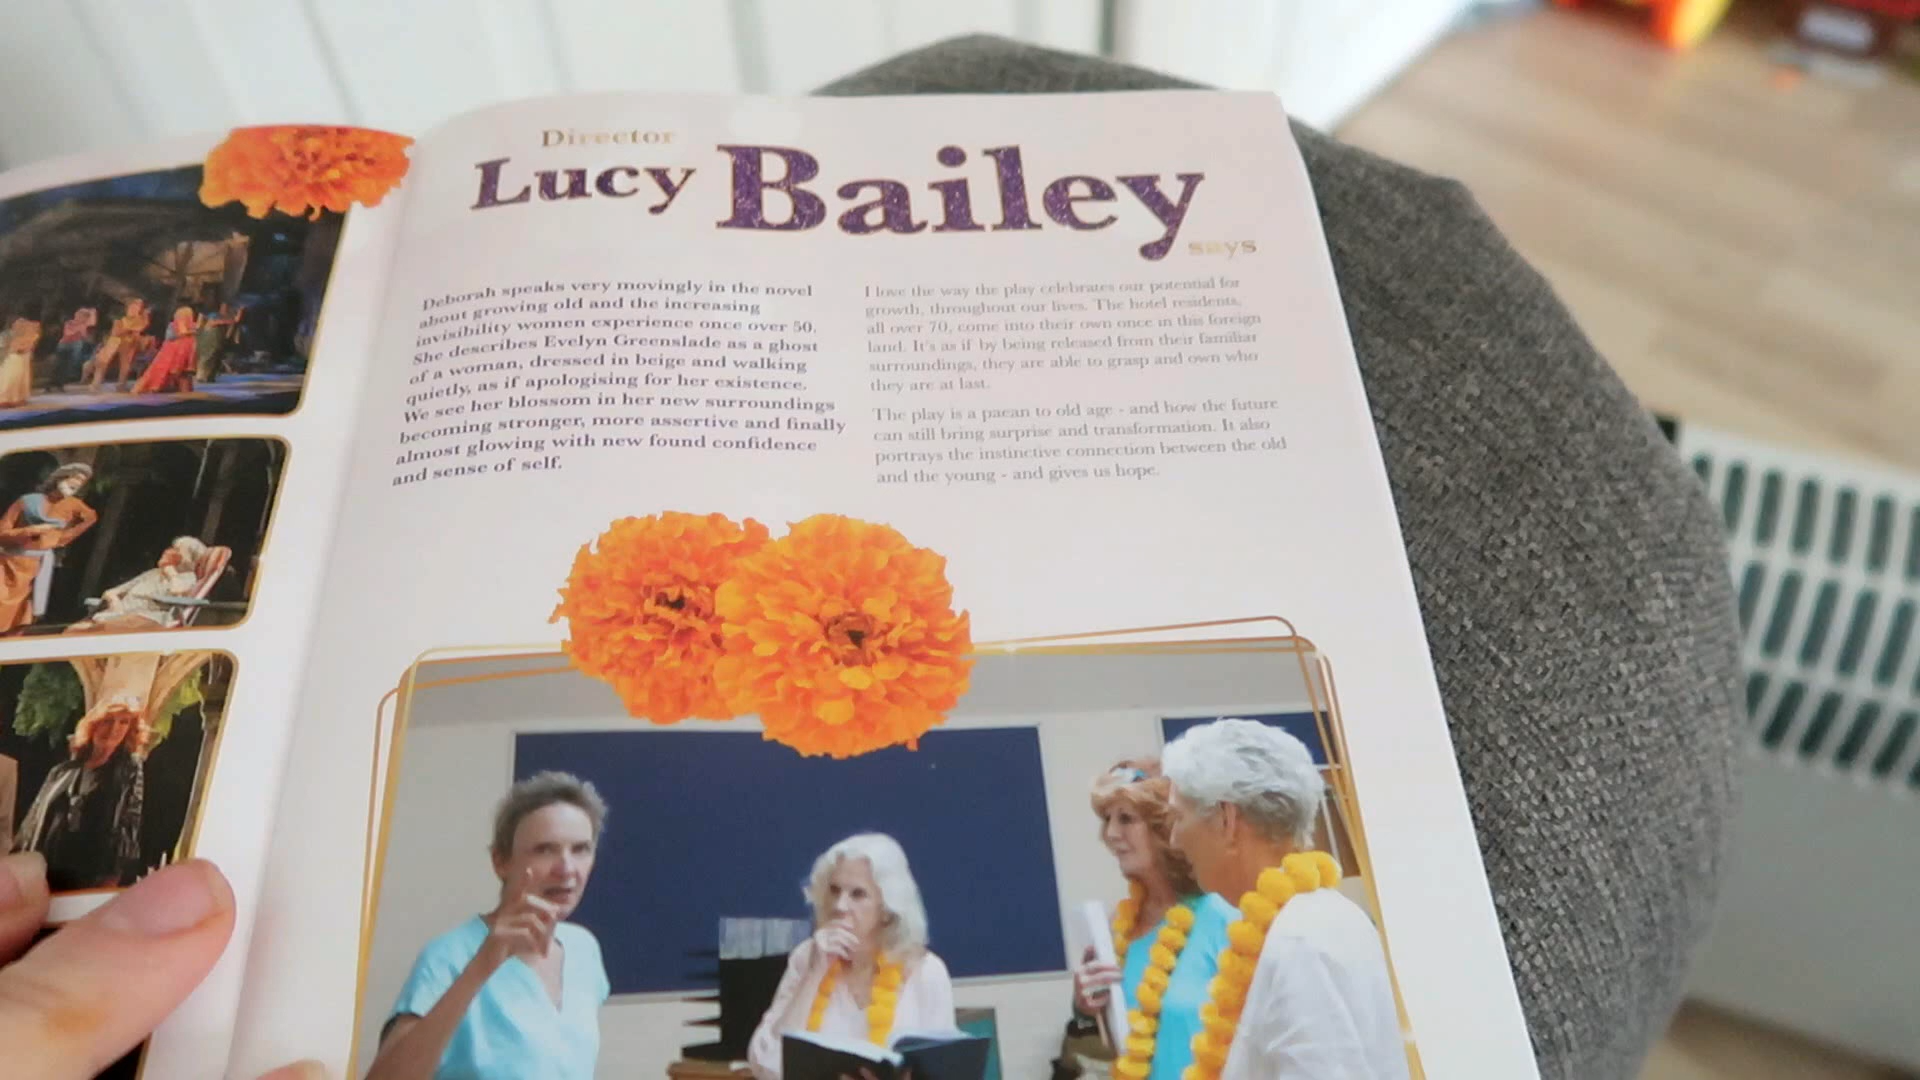 Director
Lucy Bailey
says
Deborah speaks very movingly in the novel
about growing old and the increasing
invisibility women experience once over 50.
She describes Evelyn Greenslade as a ghost
of a woman, dressed in beige and walking
quietly, as if apologising for her existence.
We see her blossom in her new surroundings
becoming stronger, more assertive and finally
almost glowing with new found confidence
and sense of self.
I love the way the play celebrates our potential for
growth, throughout our lives. The hotel residents,
all over 70, come into their own once in this foreign
land. It's as if by being released from their familiar
surroundings, they are able to grasp and own who
they are at last.
The play is a paean to old age - and how the future
can still bring surprise and transformation. It also
portrays the instinctive connection between the old
and the young - and gives us hope.